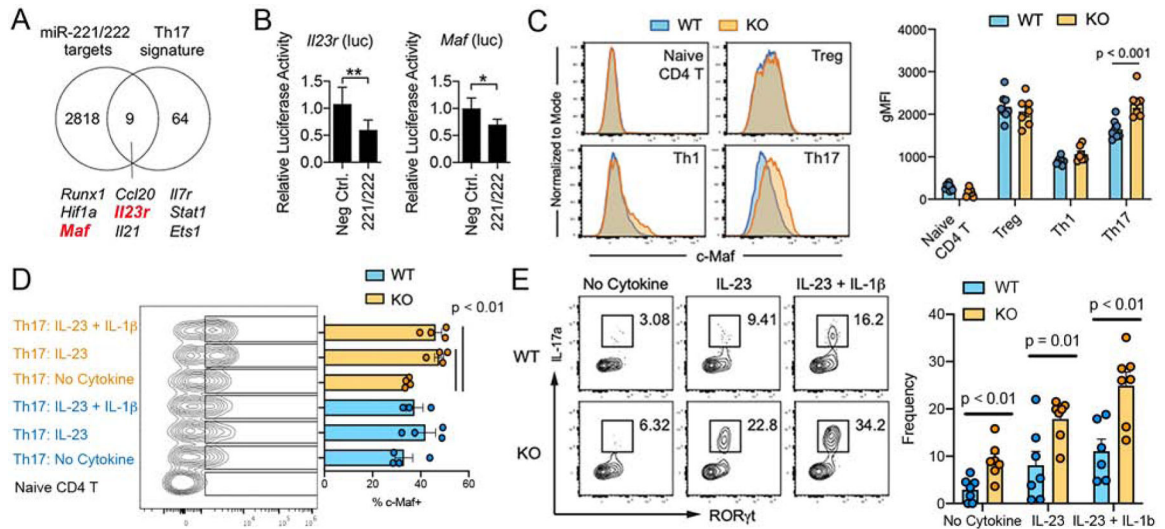 A
miR-221/222 targets
Th17 signature
2818
9
64
Runx1
Hif1a
Maf
Ccl20
Il23r
Il21
Il7r
Stat1
Ets1
B
Il23r (luc)
Relative Luciferase Activity
1.5
1.0
0.5
0.0
**
Neg Ctrl.
221/222
Maf (luc)
Relative Luciferase Activity
1.5
1.0
0.5
0.0
*
Neg Ctrl.
221/222
C
WT
KO
Naive CD4 T
Treg
Th1
Th17
Normalized to Mode
c-Maf
WT
KO
p < 0.001
gMFI
4000
3000
2000
1000
0
Naive CD4 T
Treg
Th1
Th17
D
WT
KO
p < 0.01
Th17: IL-23 + IL-1β
Th17: IL-23
Th17: No Cytokine
Th17: IL-23 + IL-1β
Th17: IL-23
Th17: No Cytokine
Naive CD4 T
0
20
40
60
% c-Maf+
E
No Cytokine
IL-23
IL-23 + IL-1β
WT
IL-17a
3.08
9.41
16.2
KO
6.32
22.8
34.2
RORγt
WT
KO
p < 0.01
p = 0.01
p < 0.01
Frequency
40
30
20
10
0
No Cytokine
IL-23
IL-23 + IL-1b